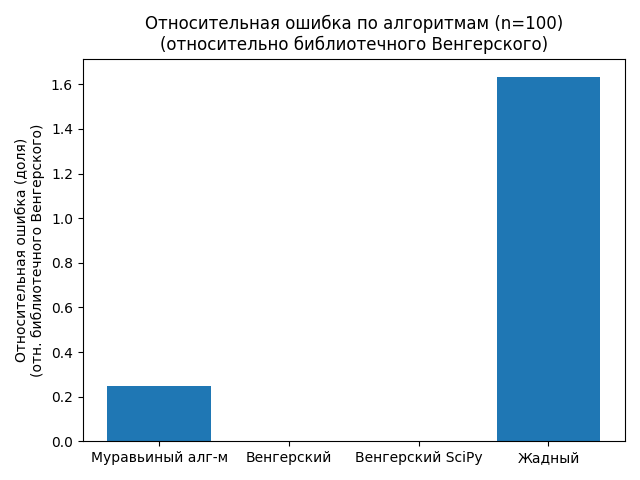 Относительная ошибка по алгоритмам (n=100)
(относительно библиотечного Венгерского)
Относительная ошибка (доля)
(отн. библиотечного Венгерского)
1.6
1.4
1.2
1.0
0.8
0.6
0.4
0.2
0.0
Муравьиный алг-м
Венгерский
Венгерский SciPy
Жадный